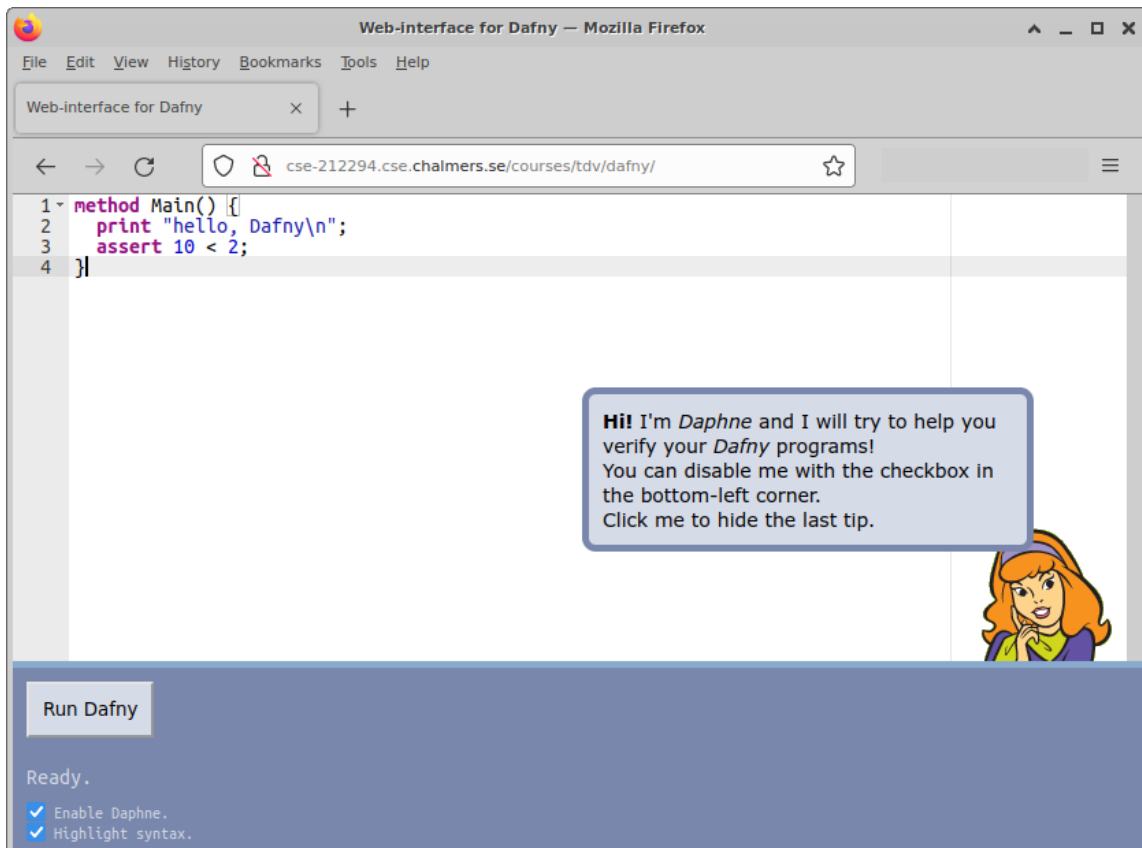 Web-interface for Dafny — Mozilla Firefox
File Edit View History Bookmarks Tools Help
Web-interface for Dafny
cse-212294.cse.chalmers.se/courses/tdv/dafny/
1 method Main() {
2 print "hello, Dafny\n";
3 assert 10 < 2;
4 }
Hi! I'm Daphne and I will try to help you
verify your Dafny programs!
You can disable me with the checkbox in
the bottom-left corner.
Click me to hide the last tip.
Run Dafny
Ready.
Enable Daphne.
Highlight syntax.